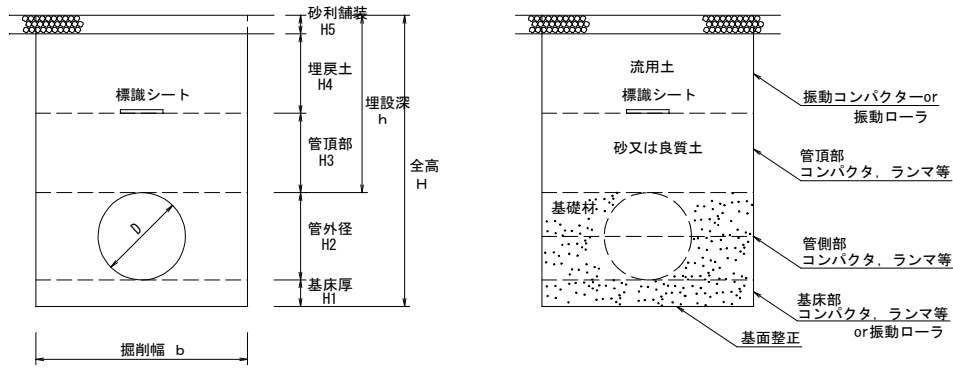 砂利舗装
H5
埋戻土
H4
標識シート
埋設深
h
管頂部
H3
全高
H
D
管外径
H2
基床厚
H1
掘削幅 b
流用土
標識シート
振動コンパクターor
振動ローラ
砂又は良質土
管頂部
コンパクタ, ランマ等
基礎材
管側部
コンパクタ, ランマ等
基床部
コンパクタ, ランマ等
or振動ローラ
基面整正